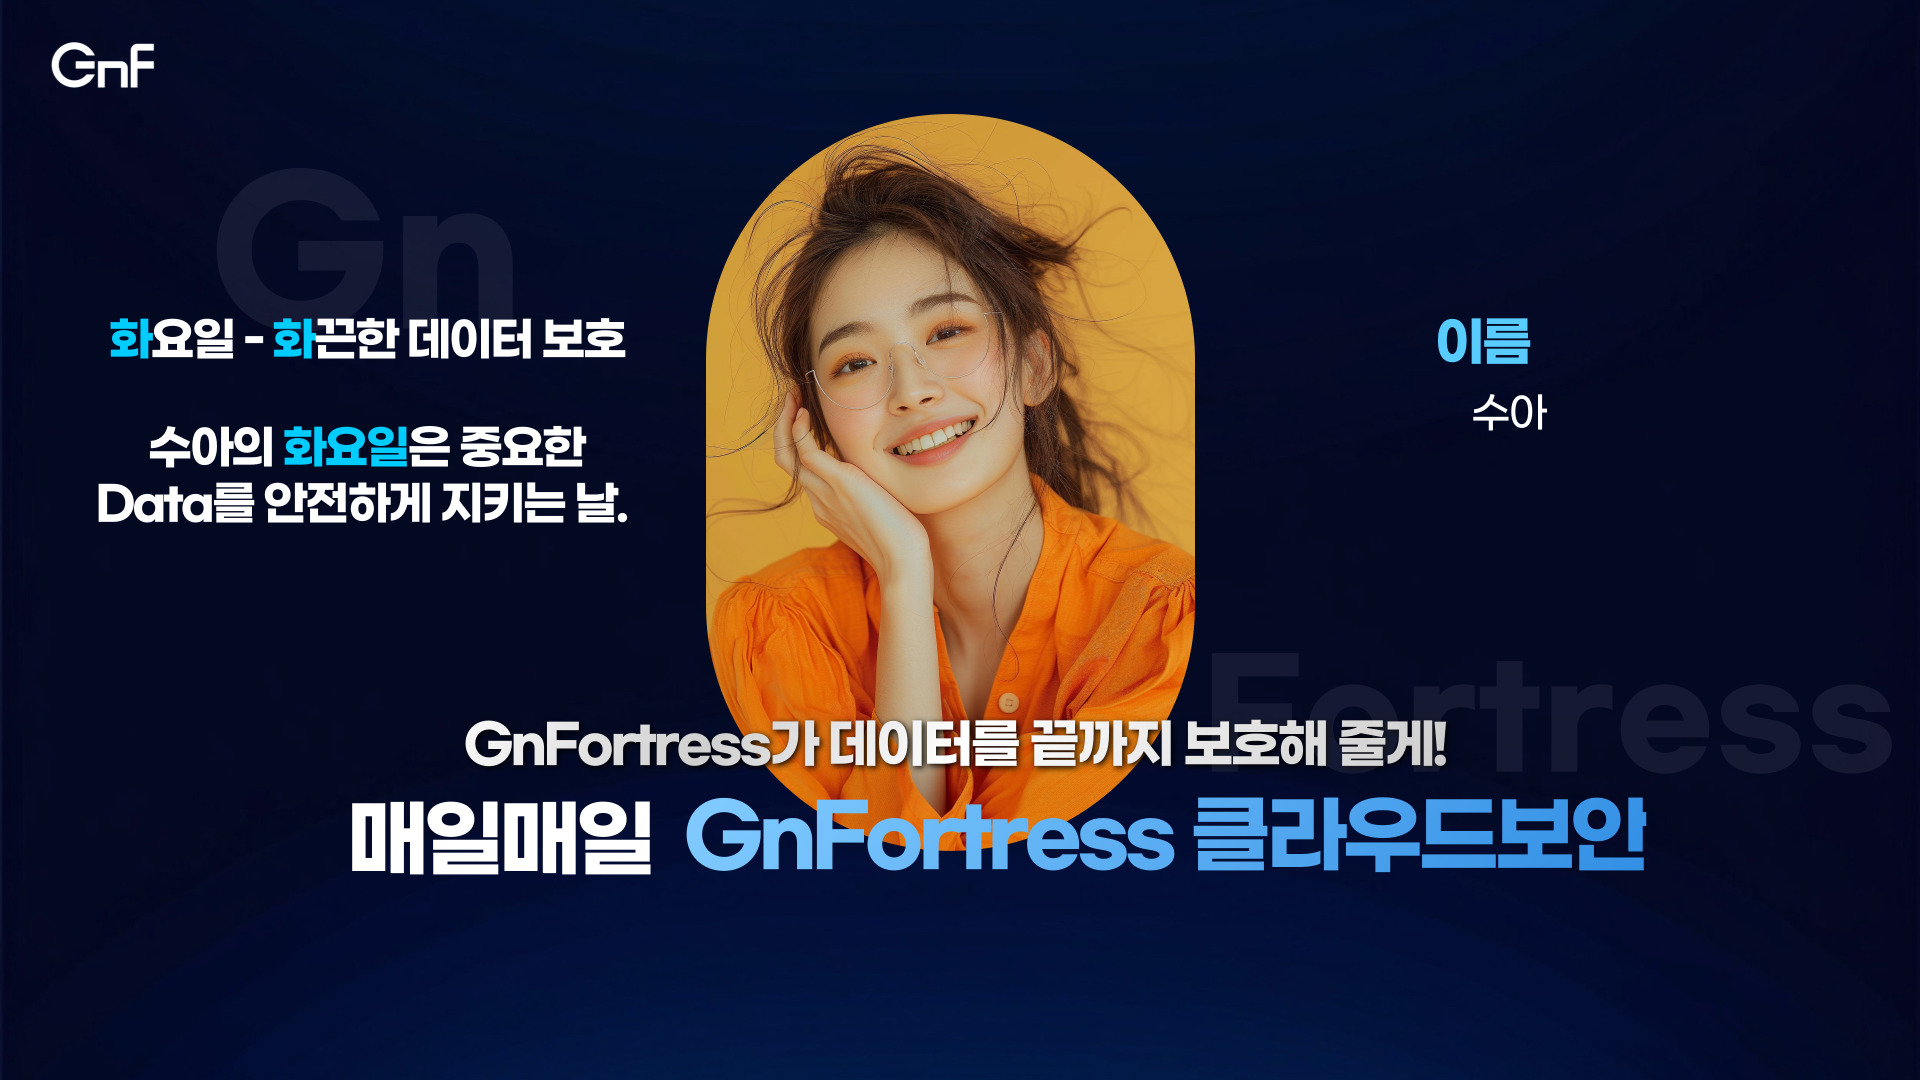 GnF
Gn
화요일 - 화끈한 데이터 보호
수아의 화요일은 중요한
Data를 안전하게 지키는 날.
이름
수아
Fortress
GnFortress가 데이터를 끝까지 보호해 줄게!
매일매일 GnFortress 클라우드보안